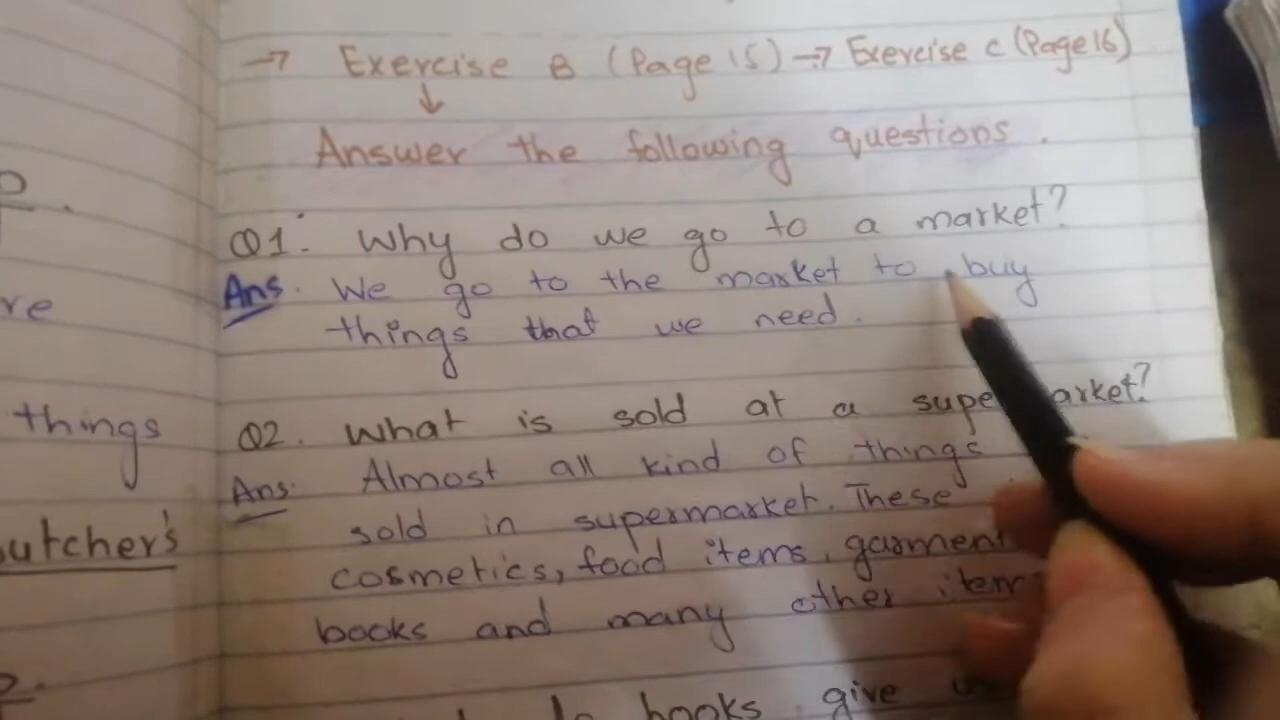 → Exercise B (Page 15) → Exercise C (Page 16)
Answer the following questions.
Q1. Why do we go to a market?
Ans. We go to the market to buy
things that we need.
Q2. What is sold at a supermarket?
Ans. Almost all kind of things
sold in supermarket. These
cosmetics, food items, garment
books and many other item
books give
p.
re
things
butcher's